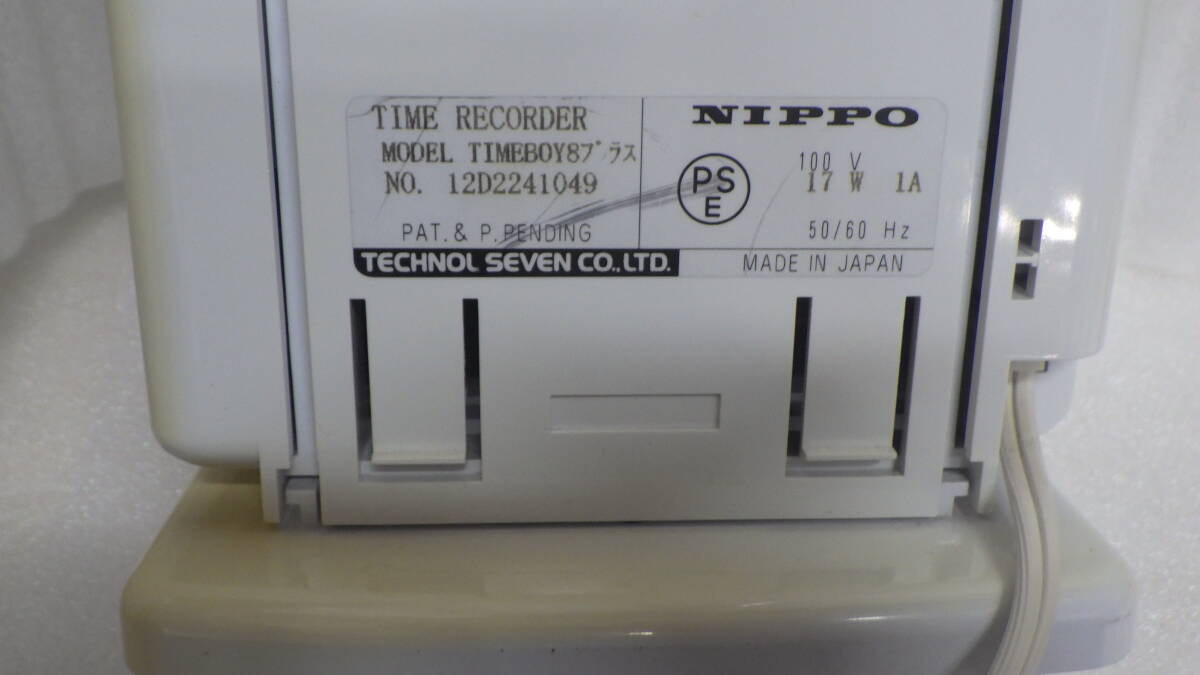 TIME RECORDER
MODEL TIMEBOY8プラス
NO. 12D2241049
PAT. & P. PENDING
TECHNOL SEVEN CO.,LTD.
NIPPO
PS
E
100 V
17 W 1A
50/60 Hz
MADE IN JAPAN